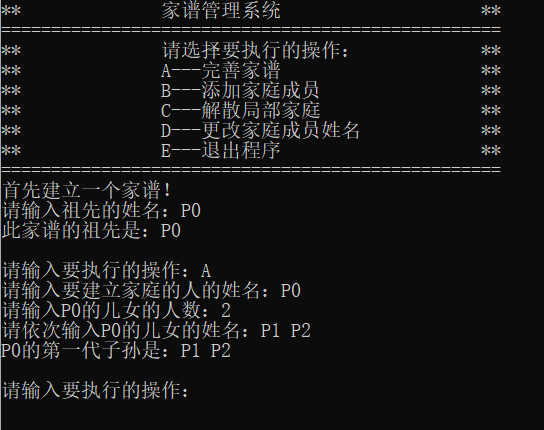 **              家谱管理系统                    **
==================================================
**              请选择要执行的操作:             **
**              A---完善家谱                    **
**              B---添加家庭成员                **
**              C---解散局部家庭                **
**              D---更改家庭成员姓名            **
**              E---退出程序                    **
==================================================
首先建立一个家谱!
请输入祖先的姓名: P0
此家谱的祖先是: P0
请输入要执行的操作: A
请输入要建立家庭的人的姓名: P0
请输入P0的儿女的人数: 2
请依次输入P0的儿女的姓名: P1 P2
P0的第一代子孙是: P1 P2
请输入要执行的操作: